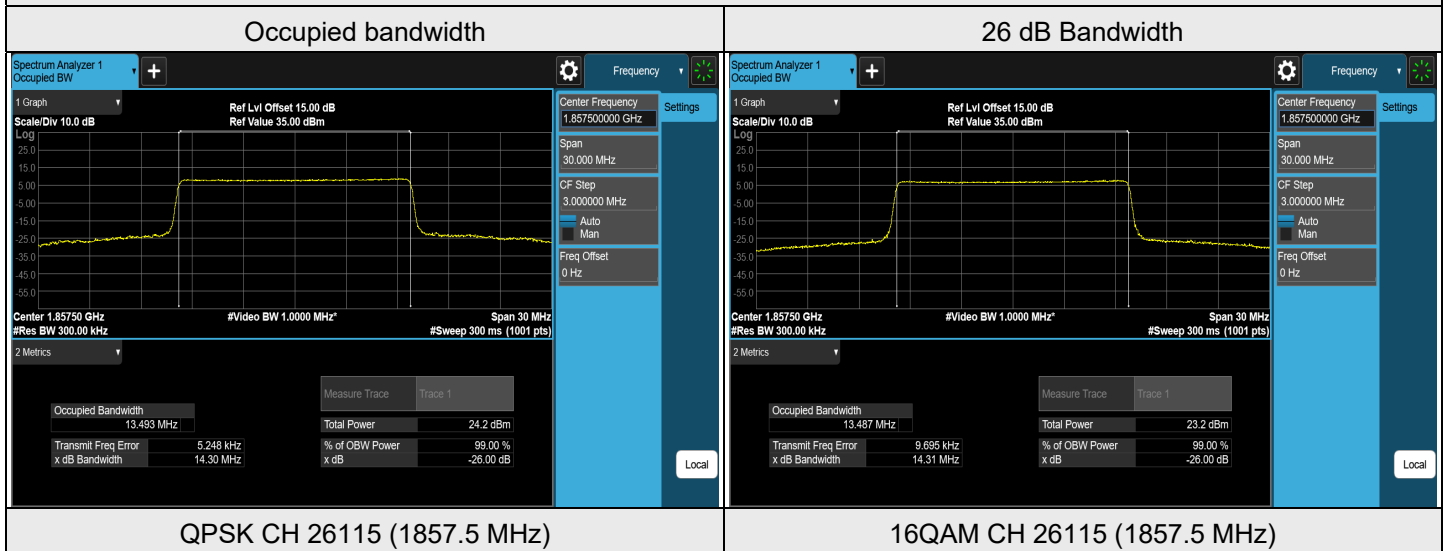 Occupied bandwidth
26 dB Bandwidth
Spectrum Analyzer 1
Occupied BW
+
Frequency
1 Graph
Scale/Div 10.0 dB
Ref Lvl Offset 15.00 dB
Ref Value 35.00 dBm
Log
25.0
15.0
5.00
-5.00
-15.0
-25.0
-35.0
-45.0
-55.0
Center 1.85750 GHz
#Res BW 300.00 kHz
#Video BW 1.0000 MHz*
Span 30 MHz
#Sweep 300 ms (1001 pts)
Center Frequency
1.857500000 GHz
Settings
Span
30.000 MHz
CF Step
3.000000 MHz
Auto
Man
Freq Offset
0 Hz
Local
2 Metrics
Measure Trace Trace 1
Occupied Bandwidth
13.493 MHz
Total Power 24.2 dBm
Transmit Freq Error 5.248 kHz
% of OBW Power 99.00 %
x dB Bandwidth 14.30 MHz
x dB -26.00 dB
Spectrum Analyzer 1
Occupied BW
+
Frequency
1 Graph
Scale/Div 10.0 dB
Ref Lvl Offset 15.00 dB
Ref Value 35.00 dBm
Log
25.0
15.0
5.00
-5.00
-15.0
-25.0
-35.0
-45.0
-55.0
Center 1.85750 GHz
#Res BW 300.00 kHz
#Video BW 1.0000 MHz*
Span 30 MHz
#Sweep 300 ms (1001 pts)
Center Frequency
1.857500000 GHz
Settings
Span
30.000 MHz
CF Step
3.000000 MHz
Auto
Man
Freq Offset
0 Hz
Local
2 Metrics
Measure Trace Trace 1
Occupied Bandwidth
13.487 MHz
Total Power 23.2 dBm
Transmit Freq Error 9.695 kHz
% of OBW Power 99.00 %
x dB Bandwidth 14.31 MHz
x dB -26.00 dB
QPSK CH 26115 (1857.5 MHz)
16QAM CH 26115 (1857.5 MHz)